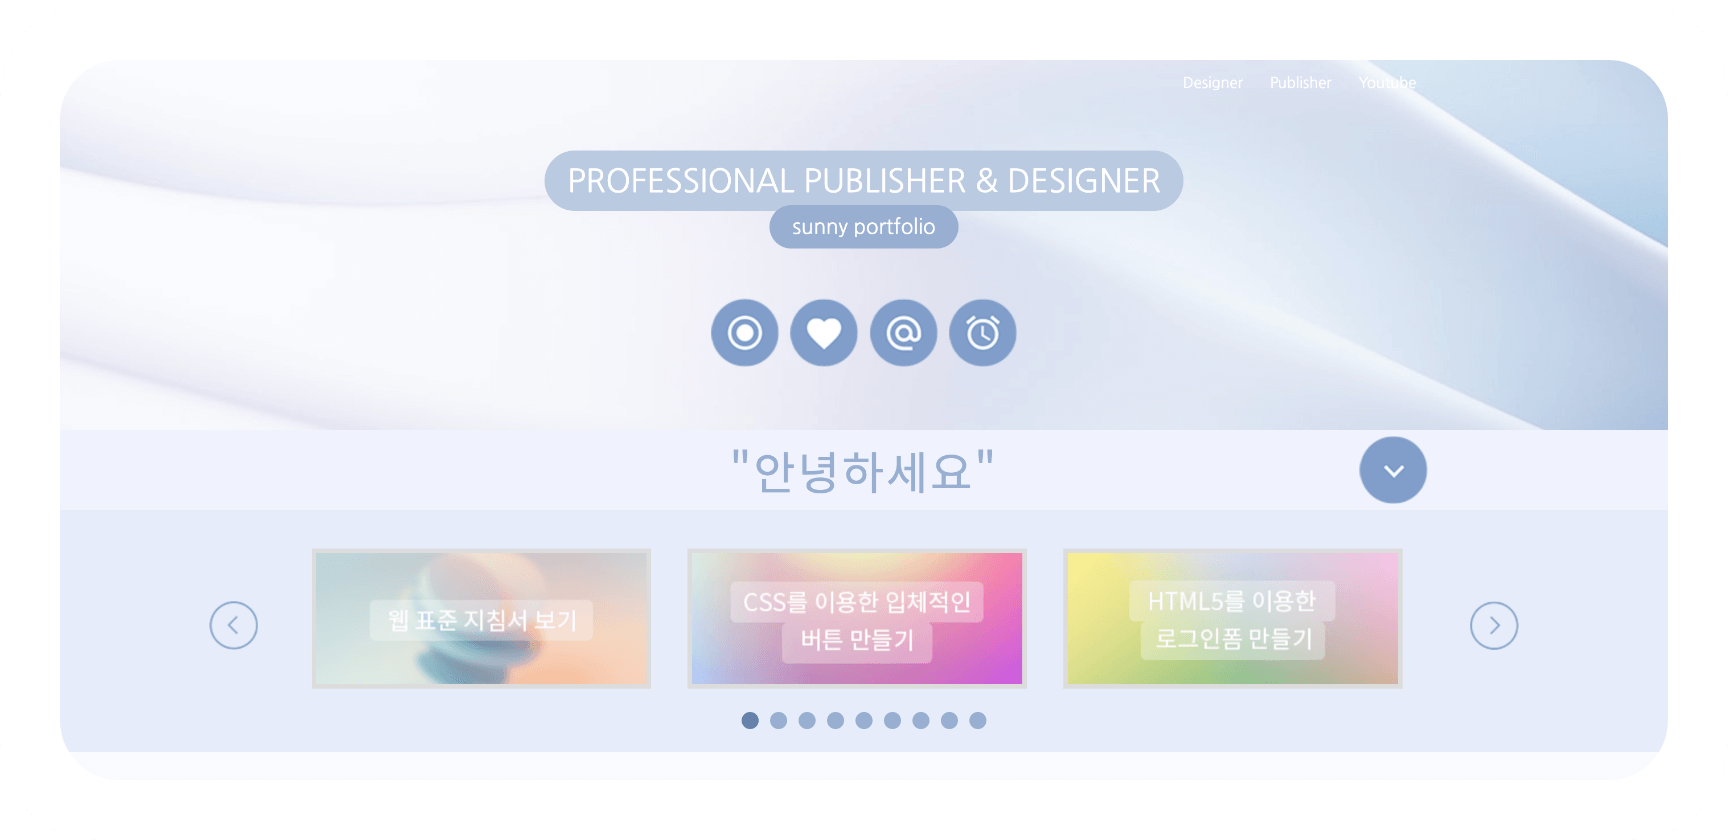 Designer Publisher Youtube
PROFESSIONAL PUBLISHER & DESIGNER
sunny portfolio
"안녕하세요"
웹 표준 지침서 보기
CSS를 이용한 입체적인
버튼 만들기
HTML5를 이용한
로그인폼 만들기